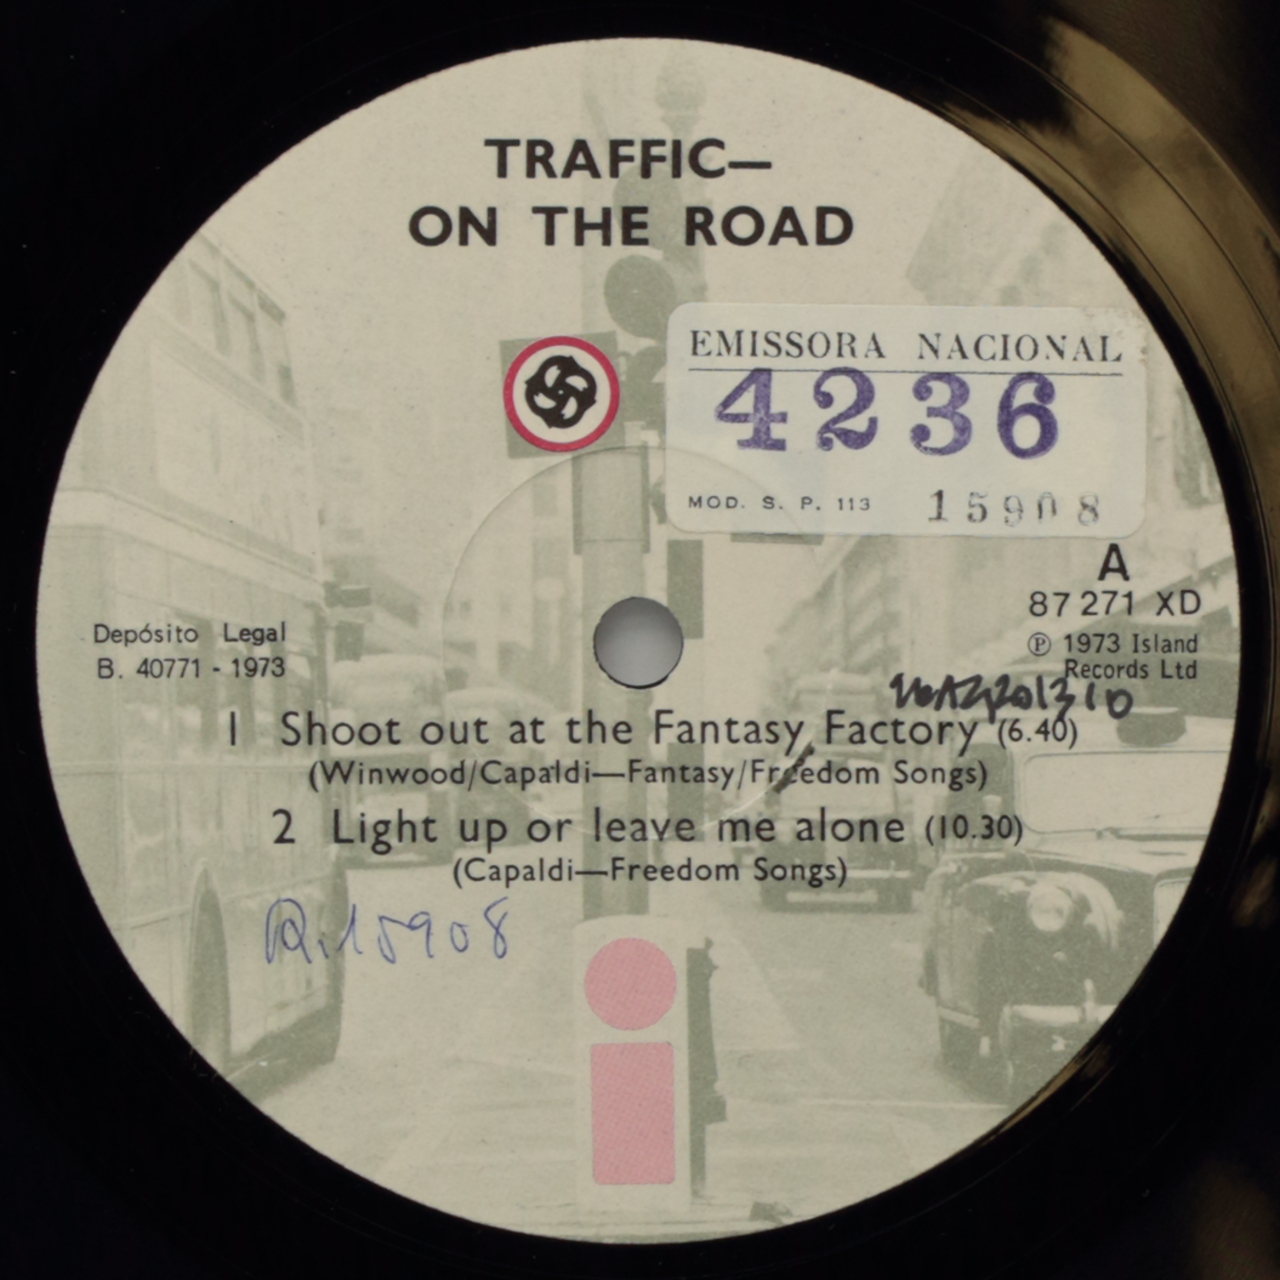 TRAFFIC—
ON THE ROAD
EMISSORA NACIONAL
4236
MOD. S. P. 113 15908
A
87 271 XD
Ⓟ 1973 Island
Records Ltd
Depósito Legal
B. 40771 - 1973
1 Shoot out at the Fantasy Factory (6.40)
(Winwood/Capaldi—Fantasy/Freedom Songs)
2 Light up or leave me alone (10.30)
(Capaldi—Freedom Songs)
R.15908
i